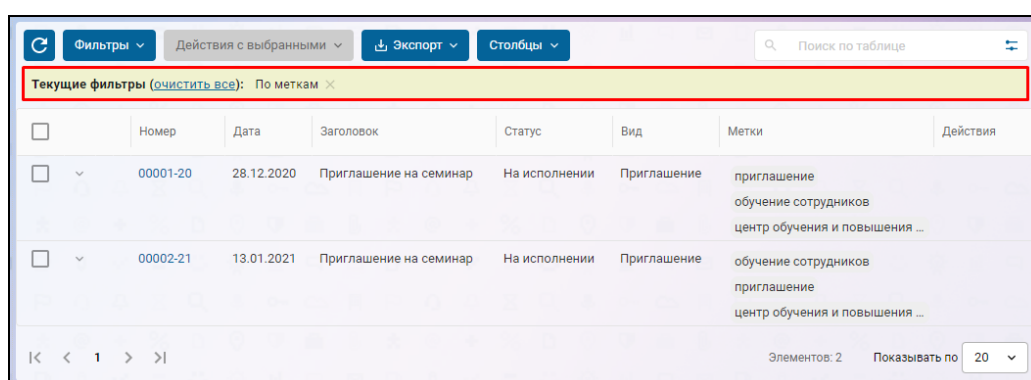 Фильтры Действия с выбранными Экспорт Столбцы Поиск по таблице
Текущие фильтры (очистить все): По меткам
Номер Дата Заголовок Статус Вид Метки Действия
00001-20 28.12.2020 Приглашение на семинар На исполнении Приглашение приглашение
обучение сотрудников
центр обучения и повышения ...
00002-21 13.01.2021 Приглашение на семинар На исполнении Приглашение обучение сотрудников
приглашение
центр обучения и повышения ...
1 Элементов: 2 Показывать по 20